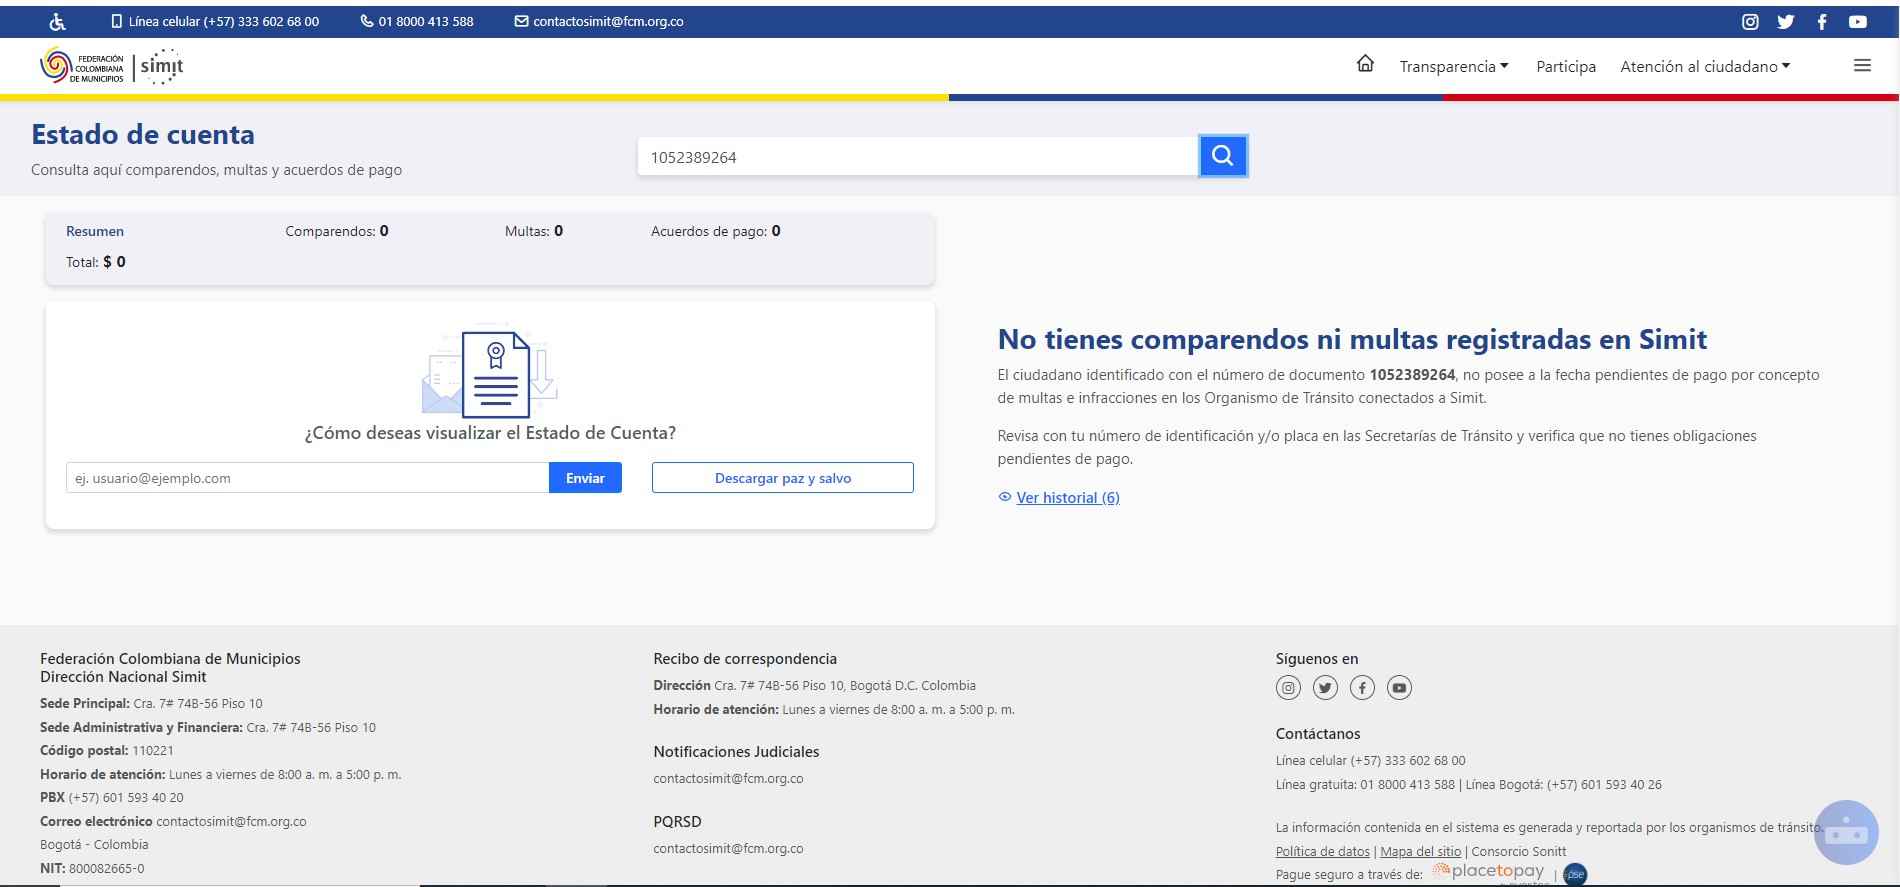 Línea celular (+57) 333 602 68 00
01 8000 413 588
contactosimit@fcm.org.co
FEDERACIÓN
COLOMBIANA
DE MUNICIPIOS
simit
Transparencia
Participa
Atención al ciudadano
Estado de cuenta
Consulta aquí comparendos, multas y acuerdos de pago
1052389264
Resumen
Comparendos: 0
Multas: 0
Acuerdos de pago: 0
Total: $ 0
¿Cómo deseas visualizar el Estado de Cuenta?
ej. usuario@ejemplo.com
Enviar
Descargar paz y salvo
No tienes comparendos ni multas registradas en Simit
El ciudadano identificado con el número de documento 1052389264, no posee a la fecha pendientes de pago por concepto
de multas e infracciones en los Organismo de Tránsito conectados a Simit.
Revisa con tu número de identificación y/o placa en las Secretarías de Tránsito y verifica que no tienes obligaciones
pendientes de pago.
Ver historial (6)
Federación Colombiana de Municipios
Dirección Nacional Simit
Sede Principal: Cra. 7# 74B-56 Piso 10
Sede Administrativa y Financiera: Cra. 7# 74B-56 Piso 10
Código postal: 110221
Horario de atención: Lunes a viernes de 8:00 a. m. a 5:00 p. m.
PBX (+57) 601 593 40 20
Correo electrónico contactosimit@fcm.org.co
Bogotá - Colombia
NIT: 800082665-0
Recibo de correspondencia
Dirección Cra. 7# 74B-56 Piso 10, Bogotá D.C. Colombia
Horario de atención: Lunes a viernes de 8:00 a. m. a 5:00 p. m.
Notificaciones Judiciales
contactosimit@fcm.org.co
PQRSD
contactosimit@fcm.org.co
Síguenos en
Contáctanos
Línea celular (+57) 333 602 68 00
Línea gratuita: 01 8000 413 588 | Línea Bogotá: (+57) 601 593 40 26
La información contenida en el sistema es generada y reportada por los organismos de tránsito.
Política de datos | Mapa del sitio | Consorcio Sonitt
Pague seguro a través de: placetopay | pse